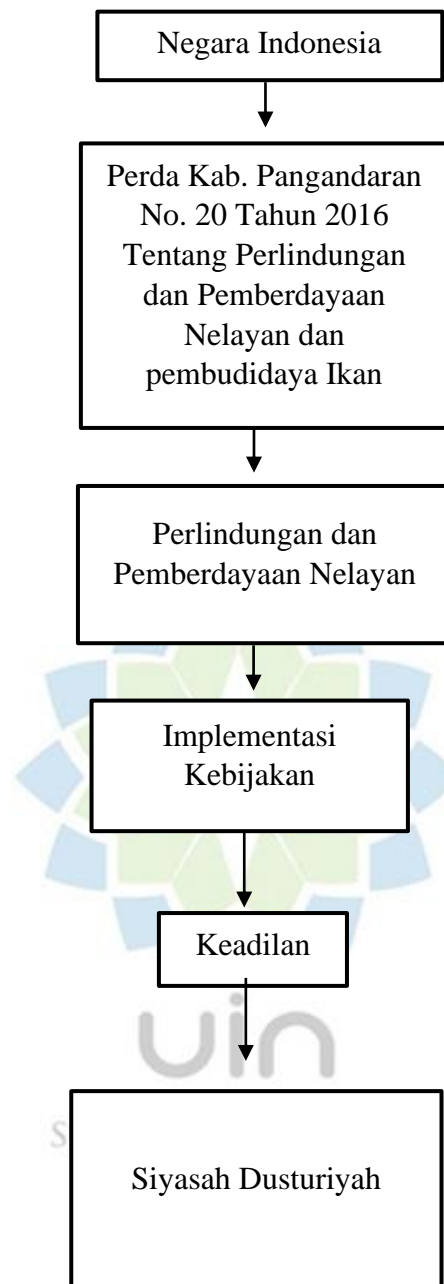 Negara Indonesia
Perda Kab. Pangandaran
No. 20 Tahun 2016
Tentang Perlindungan
dan Pemberdayaan
Nelayan dan
pembudidaya Ikan
Perlindungan dan
Pemberdayaan Nelayan
Implementasi
Kebijakan
Keadilan
uin
S
Siyasah Dusturiyah